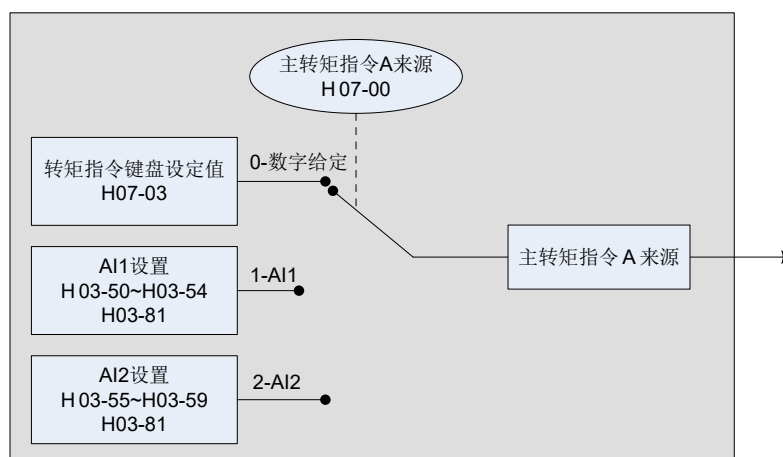 主转矩指令A来源
H 07-00
转矩指令键盘设定值
H07-03
0-数字给定
AI1设置
H 03-50~H03-54
H03-81
1-AI1
主转矩指令 A 来源
AI2设置
H 03-55~H03-59
H03-81
2-AI2